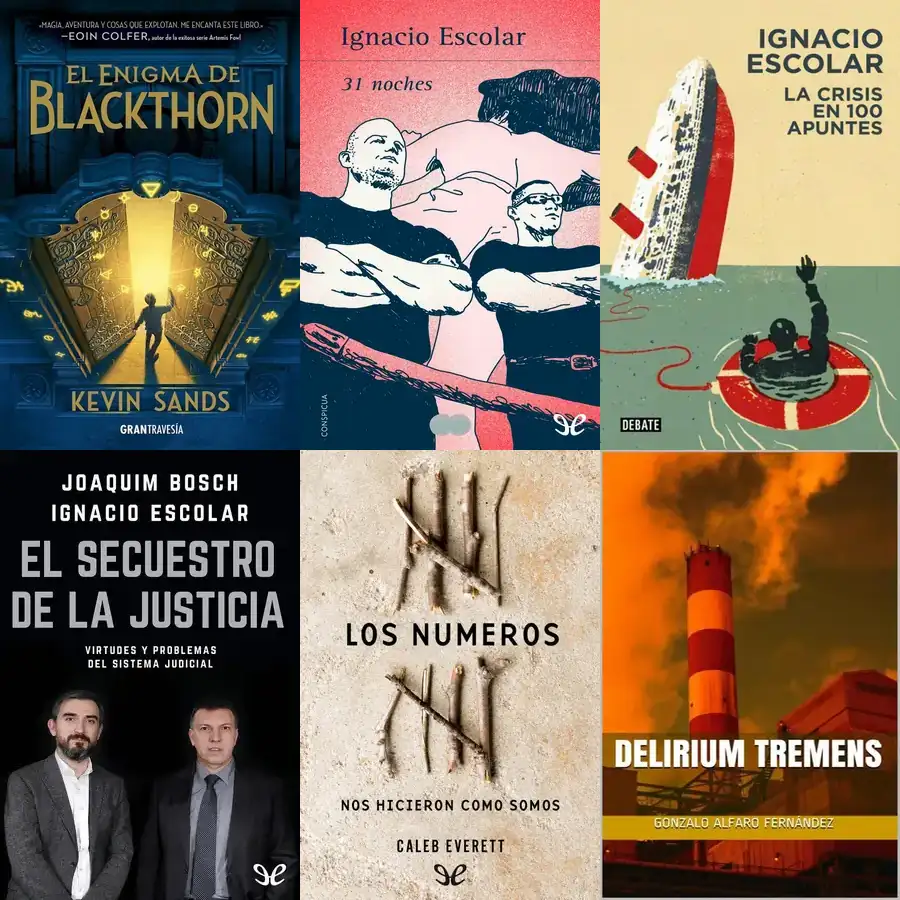 «MAGIA, AVENTURA Y COSAS QUE EXPLOTAN. ME ENCANTA ESTE LIBRO.»
—EOIN COLFER, autor de la exitosa serie Artemis Fowl
EL ENIGMA DE
BLACKTHORN
KEVIN SANDS
GRANTRAVESÍA
Ignacio Escolar
31 noches
CONSPICUA
IGNACIO
ESCOLAR
LA CRISIS
EN 100
APUNTES
DEBATE
JOAQUIM BOSCH
IGNACIO ESCOLAR
EL SECUESTRO
DE LA JUSTICIA
VIRTUDES Y PROBLEMAS
DEL SISTEMA JUDICIAL
LOS NUMEROS
NOS HICIERON COMO SOMOS
CALEB EVERETT
DELIRIUM TREMENS
GONZALO ALFARO FERNÁNDEZ